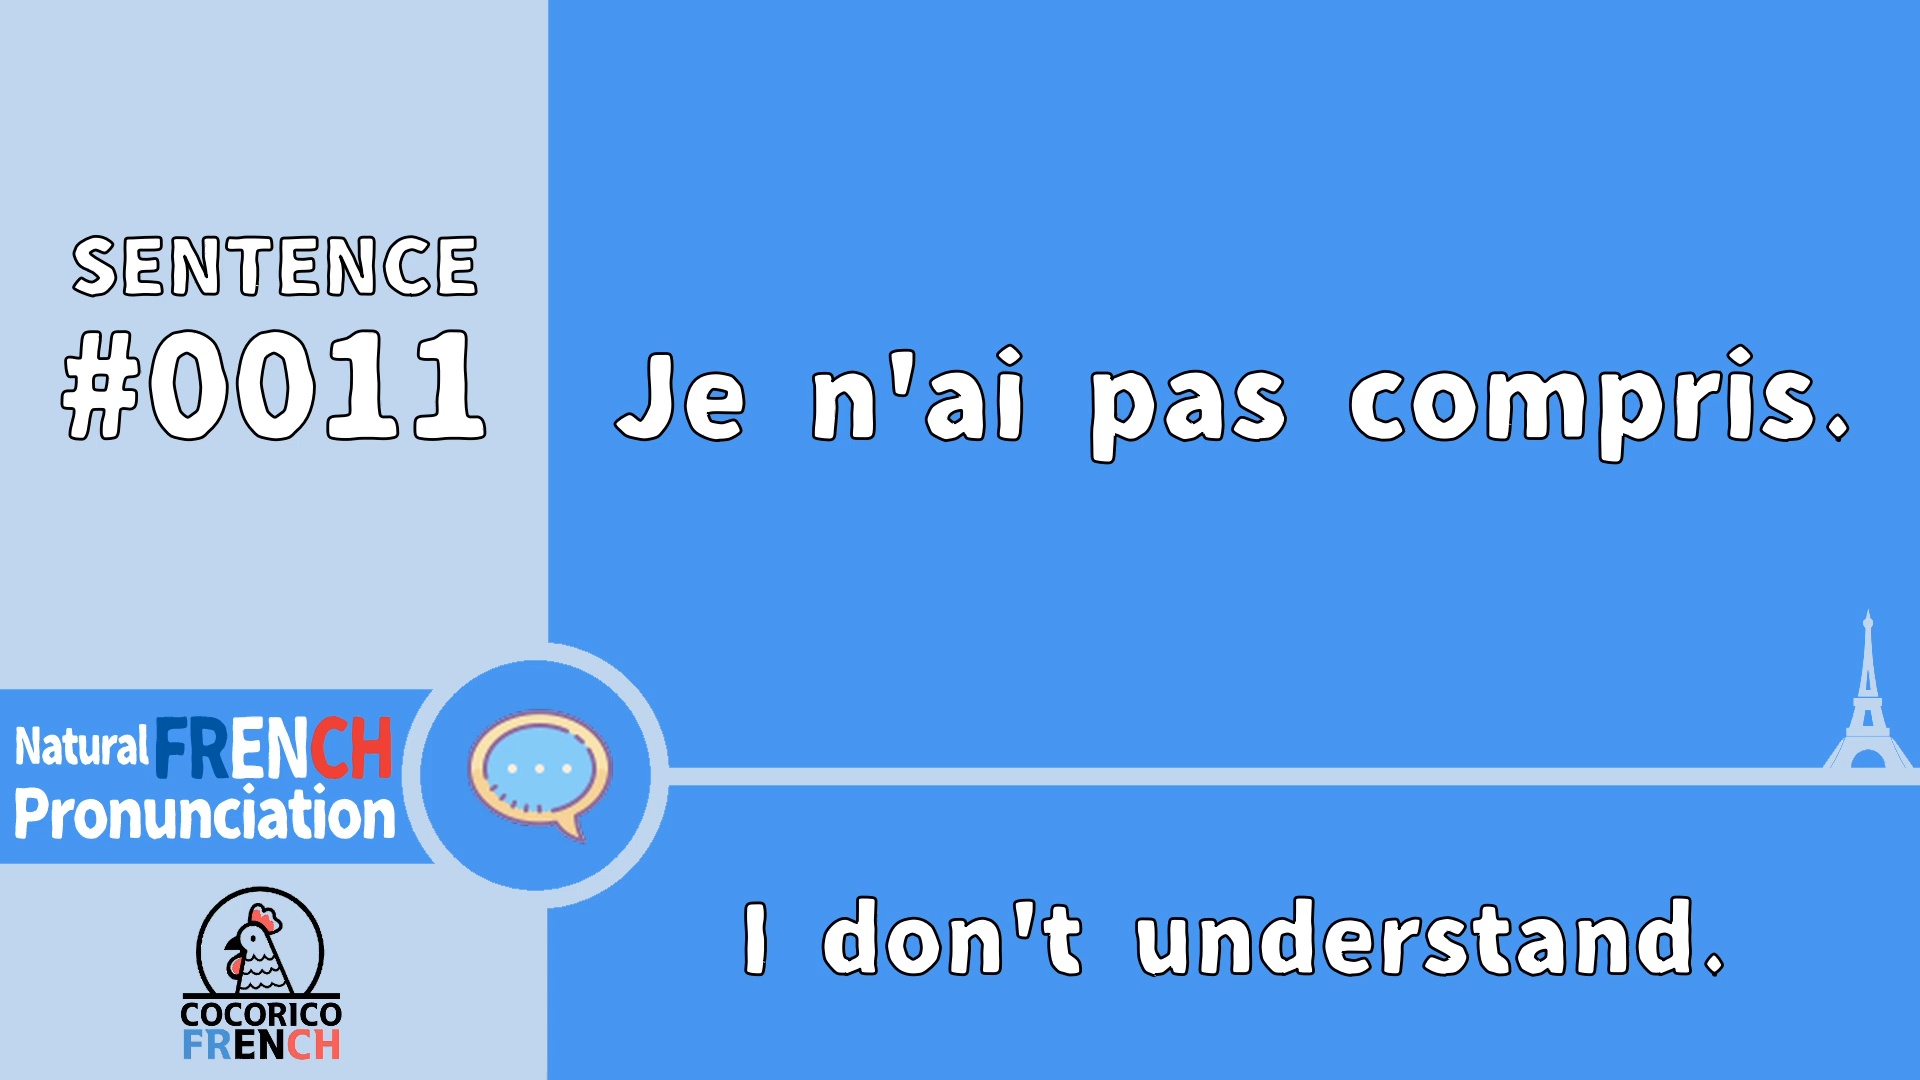 SENTENCE
#0011
Je n'ai pas compris.
Natural FRENCH
Pronunciation
I don't understand.
COCORICO
FRENCH